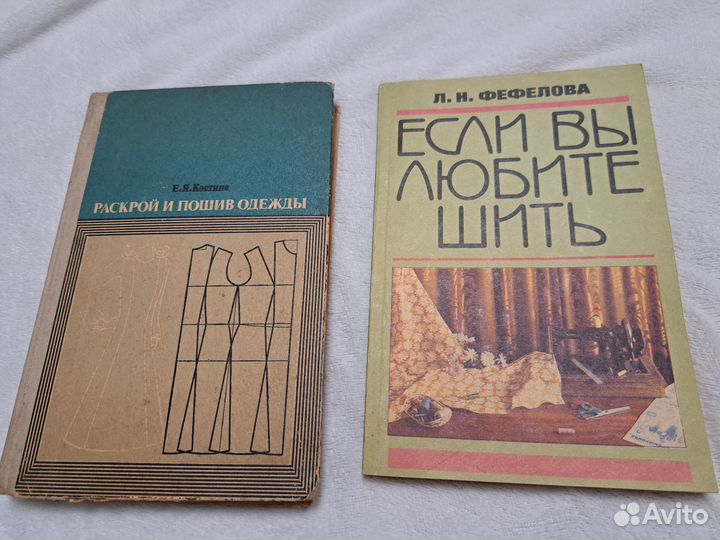 Е.Я.Костина
РАСКРОЙ И ПОШИВ ОДЕЖДЫ
Л. Н. ФЕФЕЛОВА
ЕСЛИ ВЫ
ЛЮБИТЕ
ШИТЬ
Avito